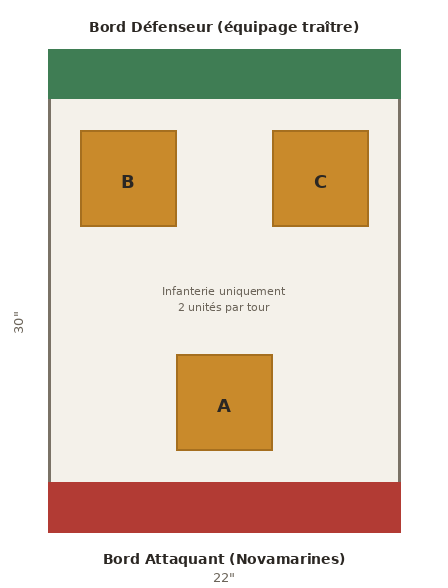 Bord Défenseur (équipage traître)
B
C
Infanterie uniquement
2 unités par tour
30"
A
Bord Attaquant (Novamarines)
22"